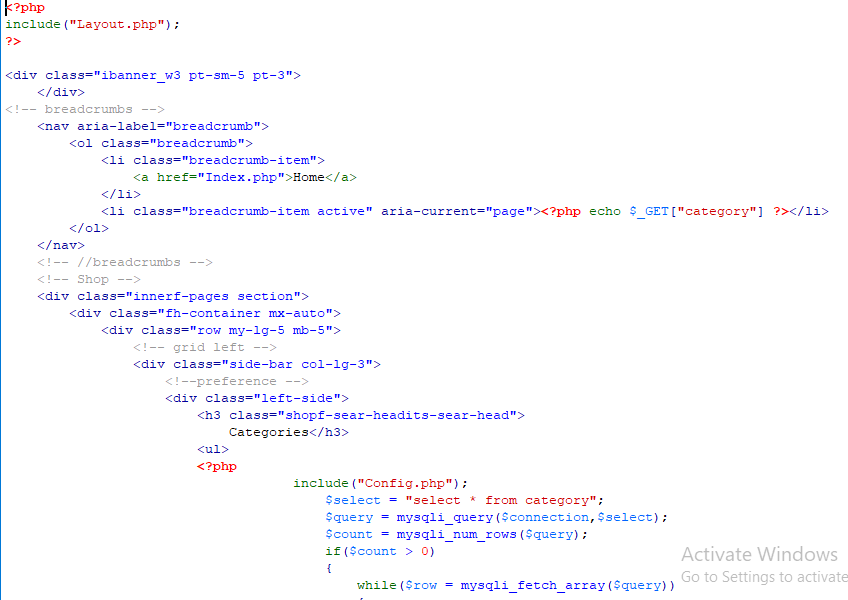 <?php
include("Layout.php");
?>
<div class="ibanner_w3 pt-sm-5 pt-3">
    </div>
<!-- breadcrumbs -->
    <nav aria-label="breadcrumb">
        <ol class="breadcrumb">
            <li class="breadcrumb-item">
                <a href="Index.php">Home</a>
            </li>
            <li class="breadcrumb-item active" aria-current="page"><?php echo $_GET["category"] ?></li>
        </ol>
    </nav>
    <!-- //breadcrumbs -->
    <!-- Shop -->
    <div class="innerf-pages section">
        <div class="fh-container mx-auto">
            <div class="row my-lg-5 mb-5">
                <!-- grid left -->
                <div class="side-bar col-lg-3">
                    <!--preference -->
                    <div class="left-side">
                        <h3 class="shopf-sear-headits-sear-head">
                            Categories</h3>
                        <ul>
                        <?php
                                    include("Config.php");
                                        $select = "select * from category";
                                        $query = mysqli_query($connection,$select);
                                        $count = mysqli_num_rows($query);
                                        if($count > 0)
                                        {
                                            while($row = mysqli_fetch_array($query))
Activate Windows
Go to Settings to activate